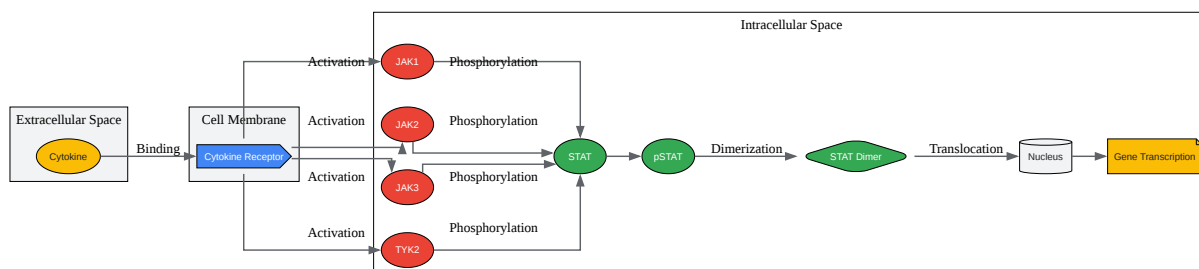 Intracellular Space
Extracellular Space
Cytokine
Binding
Cell Membrane
Cytokine Receptor
Activation
JAK1
Phosphorylation
Activation
JAK2
Phosphorylation
Activation
JAK3
Phosphorylation
Activation
TYK2
Phosphorylation
STAT
pSTAT
Dimerization
STAT Dimer
Translocation
Nucleus
Gene Transcription